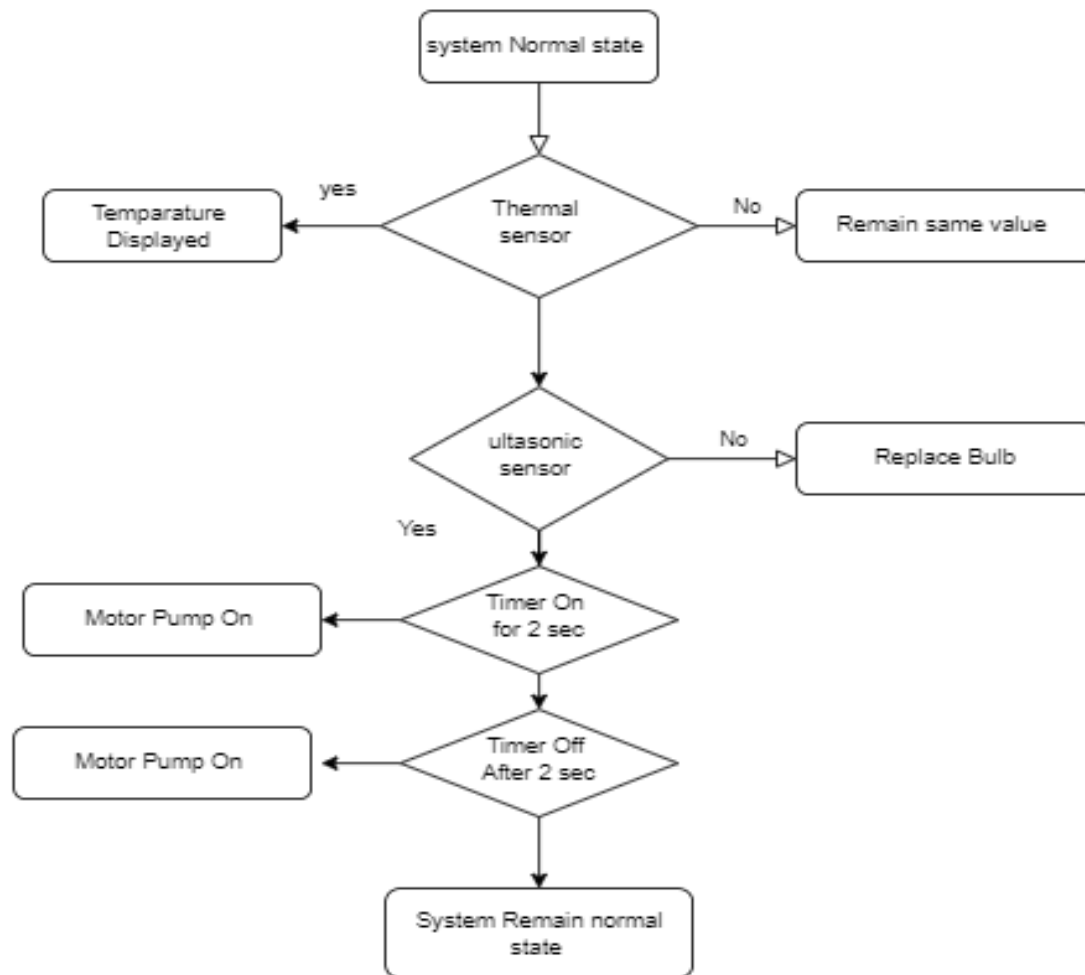 system Normal state
yes
Temparature
Displayed
Thermal
sensor
No
Remain same value
ultasonic
sensor
No
Replace Bulb
Yes
Motor Pump On
Timer On
for 2 sec
Motor Pump On
Timer Off
After 2 sec
System Remain normal
state